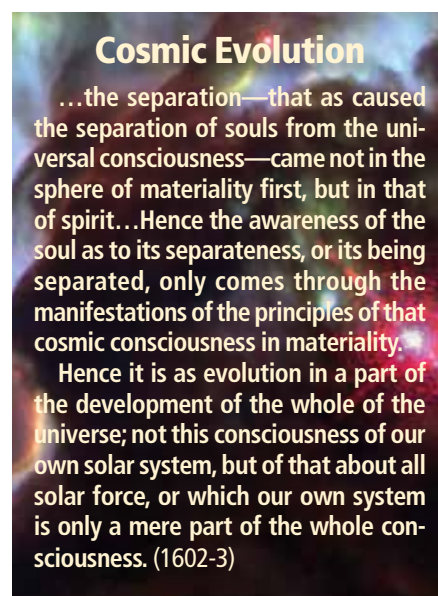 Cosmic Evolution
…the separation—that as caused
the separation of souls from the uni-
versal consciousness—came not in the
sphere of materiality first, but in that
of spirit…Hence the awareness of the
soul as to its separateness, or its being
separated, only comes through the
manifestations of the principles of that
cosmic consciousness in materiality.
Hence it is as evolution in a part of
the development of the whole of the
universe; not this consciousness of our
own solar system, but of that about all
solar force, or which our own system
is only a mere part of the whole con-
sciousness. (1602-3)